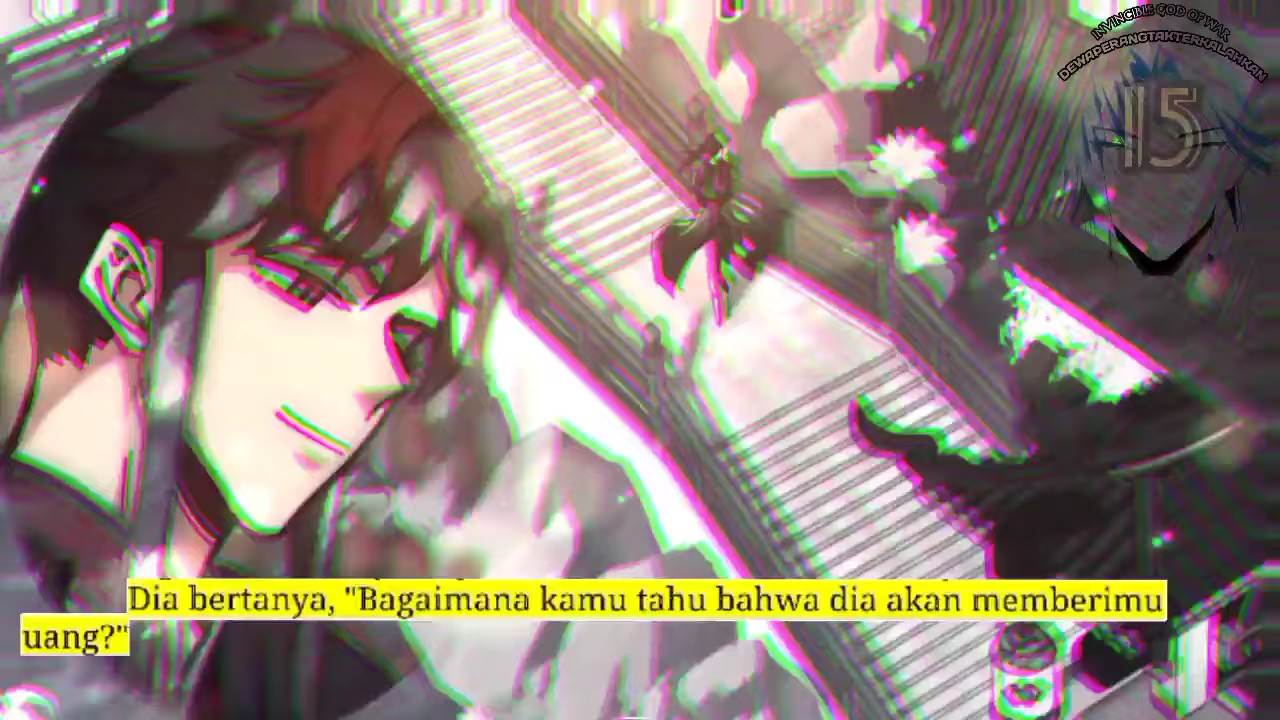 INVINCIBLE GOD OF WAR
DEWAPERANGTAKTERKALAHKAN
15
Dia bertanya, "Bagaimana kamu tahu bahwa dia akan memberimu
uang?"